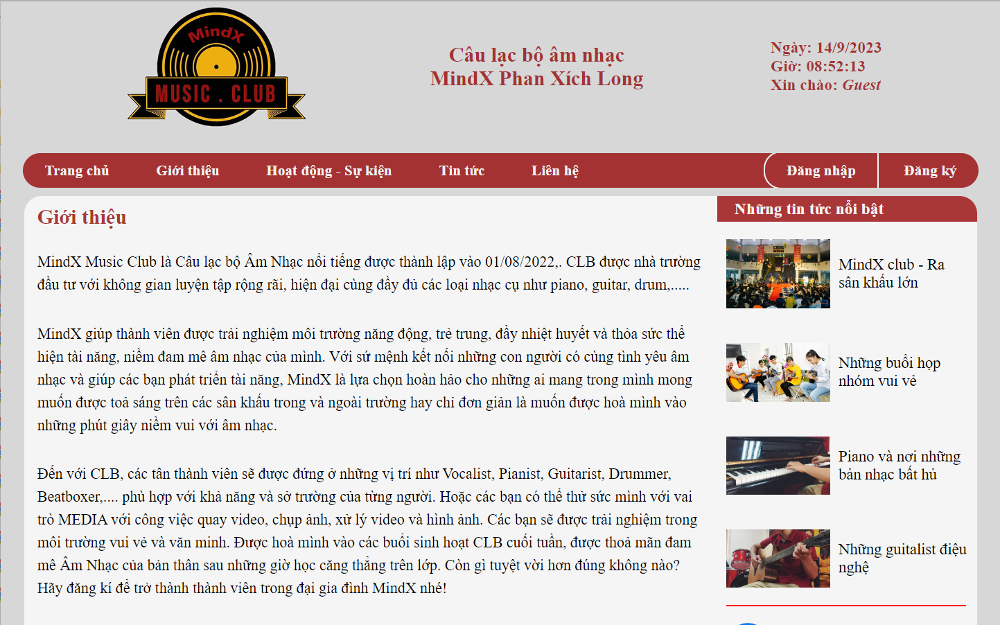 MindX
MUSIC . CLUB
Câu lạc bộ âm nhạc
MindX Phan Xích Long
Ngày: 14/9/2023
Giờ: 08:52:13
Xin chào: Guest
Trang chủ
Giới thiệu
Hoạt động - Sự kiện
Tin tức
Liên hệ
Đăng nhập
Đăng ký
Giới thiệu
MindX Music Club là Câu lạc bộ Âm Nhạc nổi tiếng được thành lập vào 01/08/2022,. CLB được nhà trường
đầu tư với không gian luyện tập rộng rãi, hiện đại cùng đầy đủ các loại nhạc cụ như piano, guitar, drum,.....
MindX giúp thành viên được trải nghiệm môi trường năng động, trẻ trung, đầy nhiệt huyết và thỏa sức thể
hiện tài năng, niềm đam mê âm nhạc của mình. Với sứ mệnh kết nối những con người có cùng tình yêu âm
nhạc và giúp các bạn phát triển tài năng, MindX là lựa chọn hoàn hảo cho những ai mang trong mình mong
muốn được toả sáng trên các sân khấu trong và ngoài trường hay chỉ đơn giản là muốn được hoà mình vào
những phút giây niềm vui với âm nhạc.
Đến với CLB, các tân thành viên sẽ được đứng ở những vị trí như Vocalist, Pianist, Guitarist, Drummer,
Beatboxer,.... phù hợp với khả năng và sở trường của từng người. Hoặc các bạn có thể thử sức mình với vai
trò MEDIA với công việc quay video, chụp ảnh, xử lý video và hình ảnh. Các bạn sẽ được trải nghiệm trong
môi trường vui vẻ và văn minh. Được hoà mình vào các buổi sinh hoạt CLB cuối tuần, được thoả mãn đam
mê Âm Nhạc của bản thân sau những giờ học căng thẳng trên lớp. Còn gì tuyệt vời hơn đúng không nào?
Hãy đăng kí để trở thành thành viên trong đại gia đình MindX nhé!
Những tin tức nổi bật
MindX club - Ra
sân khấu lớn
Những buổi họp
nhóm vui vẻ
Piano và nơi những
bản nhạc bất hủ
Những guitalist điệu
nghệ